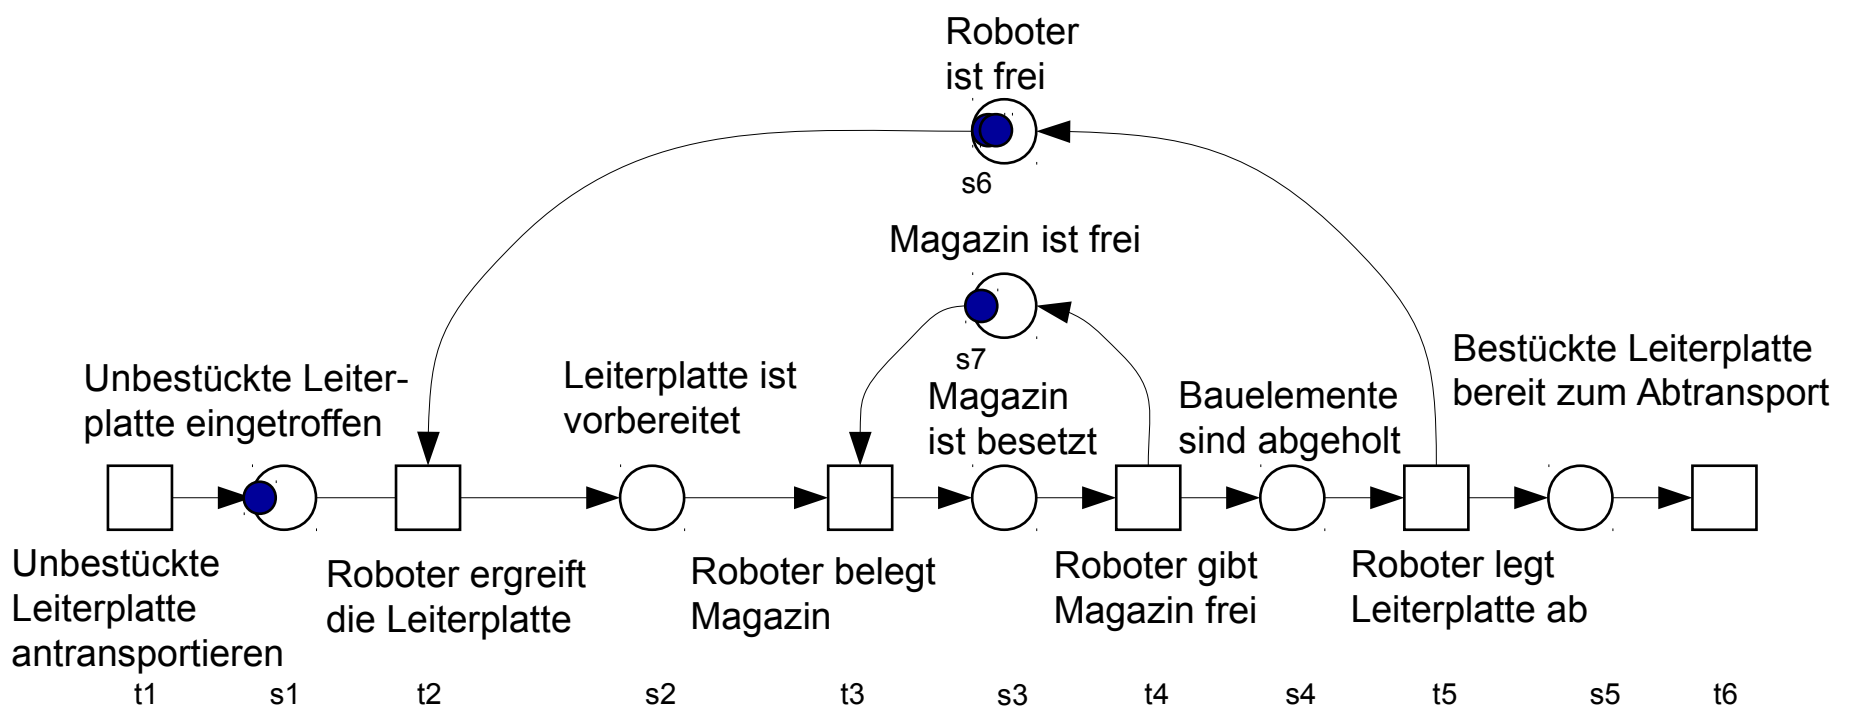 Roboter
ist frei
s6
Magazin ist frei
s7
Unbestückte Leiter-
platte eingetroffen
Leiterplatte ist
vorbereitet
Magazin
ist besetzt
Bauelemente
sind abgeholt
Bestückte Leiterplatte
bereit zum Abtransport
Unbestückte
Leiterplatte
antransportieren
Roboter ergreift
die Leiterplatte
Roboter belegt
Magazin
Roboter gibt
Magazin frei
Roboter legt
Leiterplatte ab
t1 s1 t2 s2 t3 s3 t4 s4 t5 s5 t6